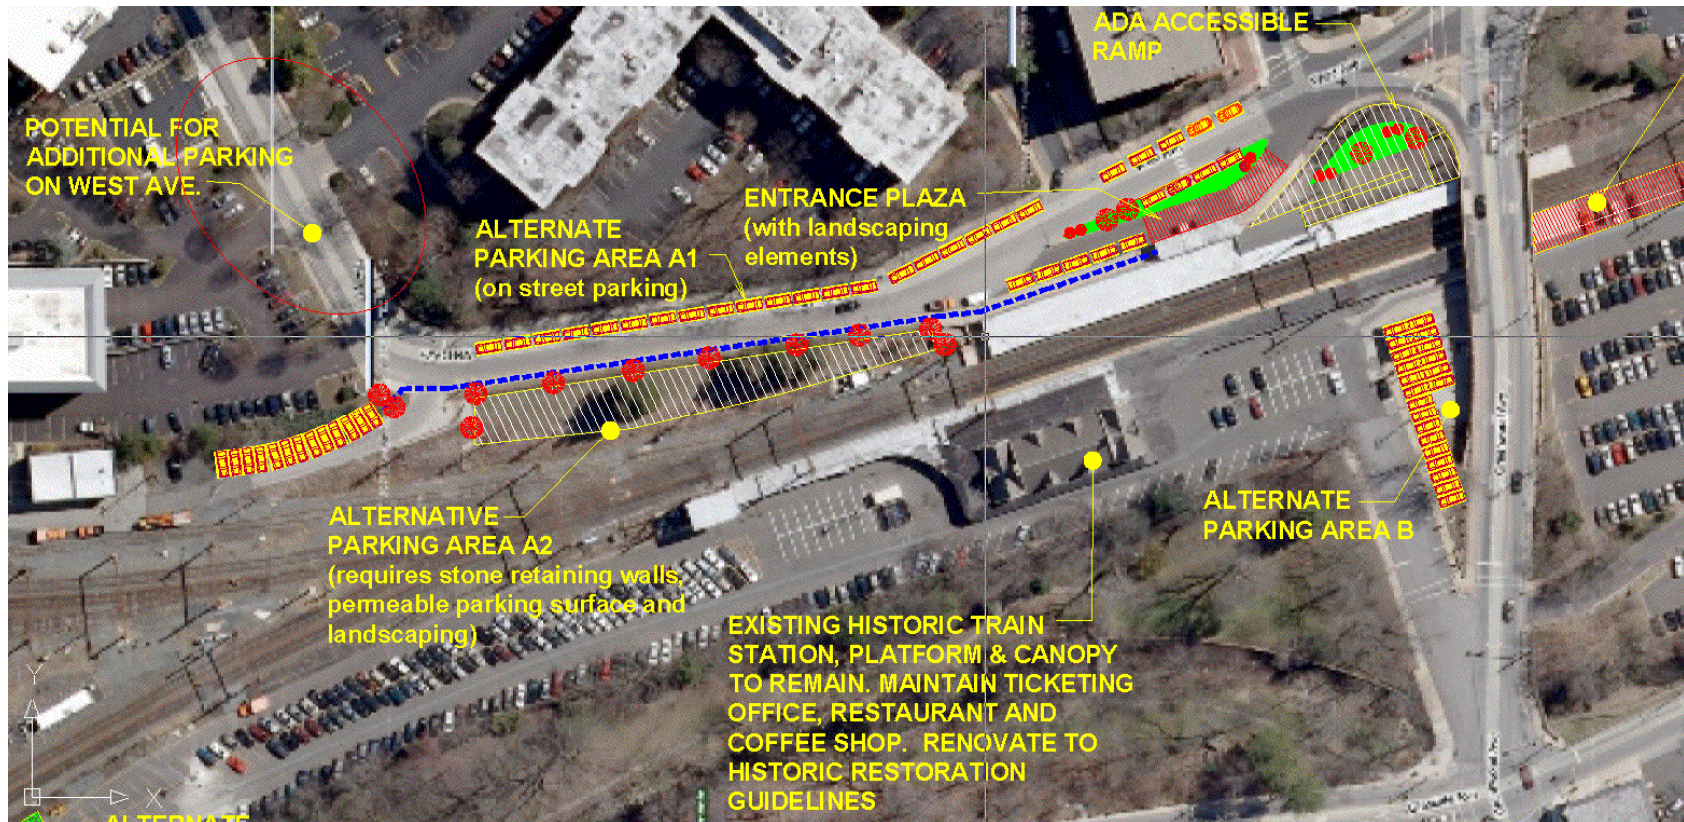 ADA ACCESSIBLE
RAMP
POTENTIAL FOR
ADDITIONAL PARKING
ON WEST AVE.
ENTRANCE PLAZA
(with landscaping
elements)
ALTERNATE
PARKING AREA A1
(on street parking)
ALTERNATE
PARKING AREA B
ALTERNATIVE
PARKING AREA A2
(requires stone retaining walls,
permeable parking surface and
landscaping)
EXISTING HISTORIC TRAIN
STATION, PLATFORM & CANOPY
TO REMAIN. MAINTAIN TICKETING
OFFICE, RESTAURANT AND
COFFEE SHOP. RENOVATE TO
HISTORIC RESTORATION
GUIDELINES
Y
X
ALTERNATE